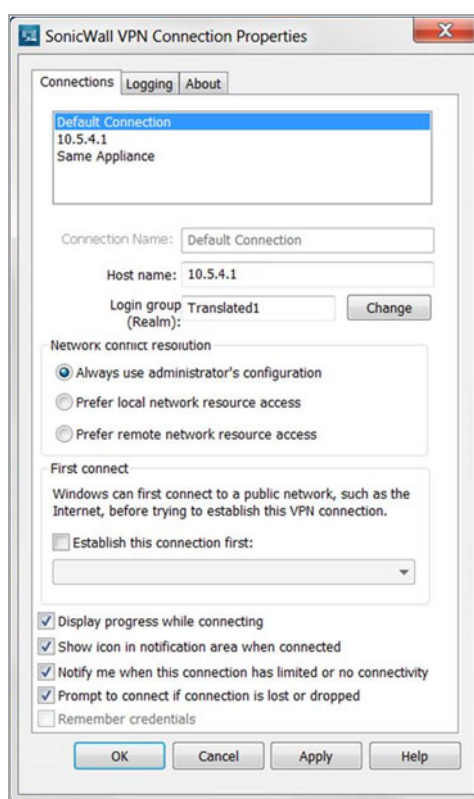 SonicWall VPN Connection Properties
Connections Logging About
Default Connection
10.5.4.1
Same Appliance
Connection Name: Default Connection
Host name: 10.5.4.1
Login group (Realm): Translated1 Change
Network conflict resolution
Always use administrator's configuration
Prefer local network resource access
Prefer remote network resource access
First connect
Windows can first connect to a public network, such as the
Internet, before trying to establish this VPN connection.
Establish this connection first:
Display progress while connecting
Show icon in notification area when connected
Notify me when this connection has limited or no connectivity
Prompt to connect if connection is lost or dropped
Remember credentials
OK Cancel Apply Help